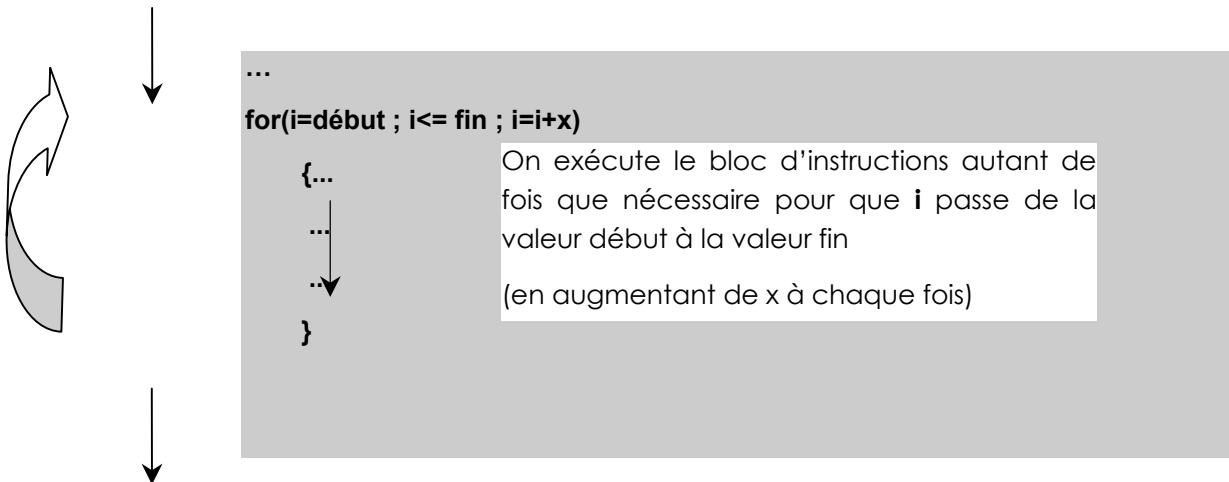 …
for(i=début ; i<= fin ; i=i+x)
{...
...
..
}
On exécute le bloc d’instructions autant de
fois que nécessaire pour que i passe de la
valeur début à la valeur fin
(en augmentant de x à chaque fois)